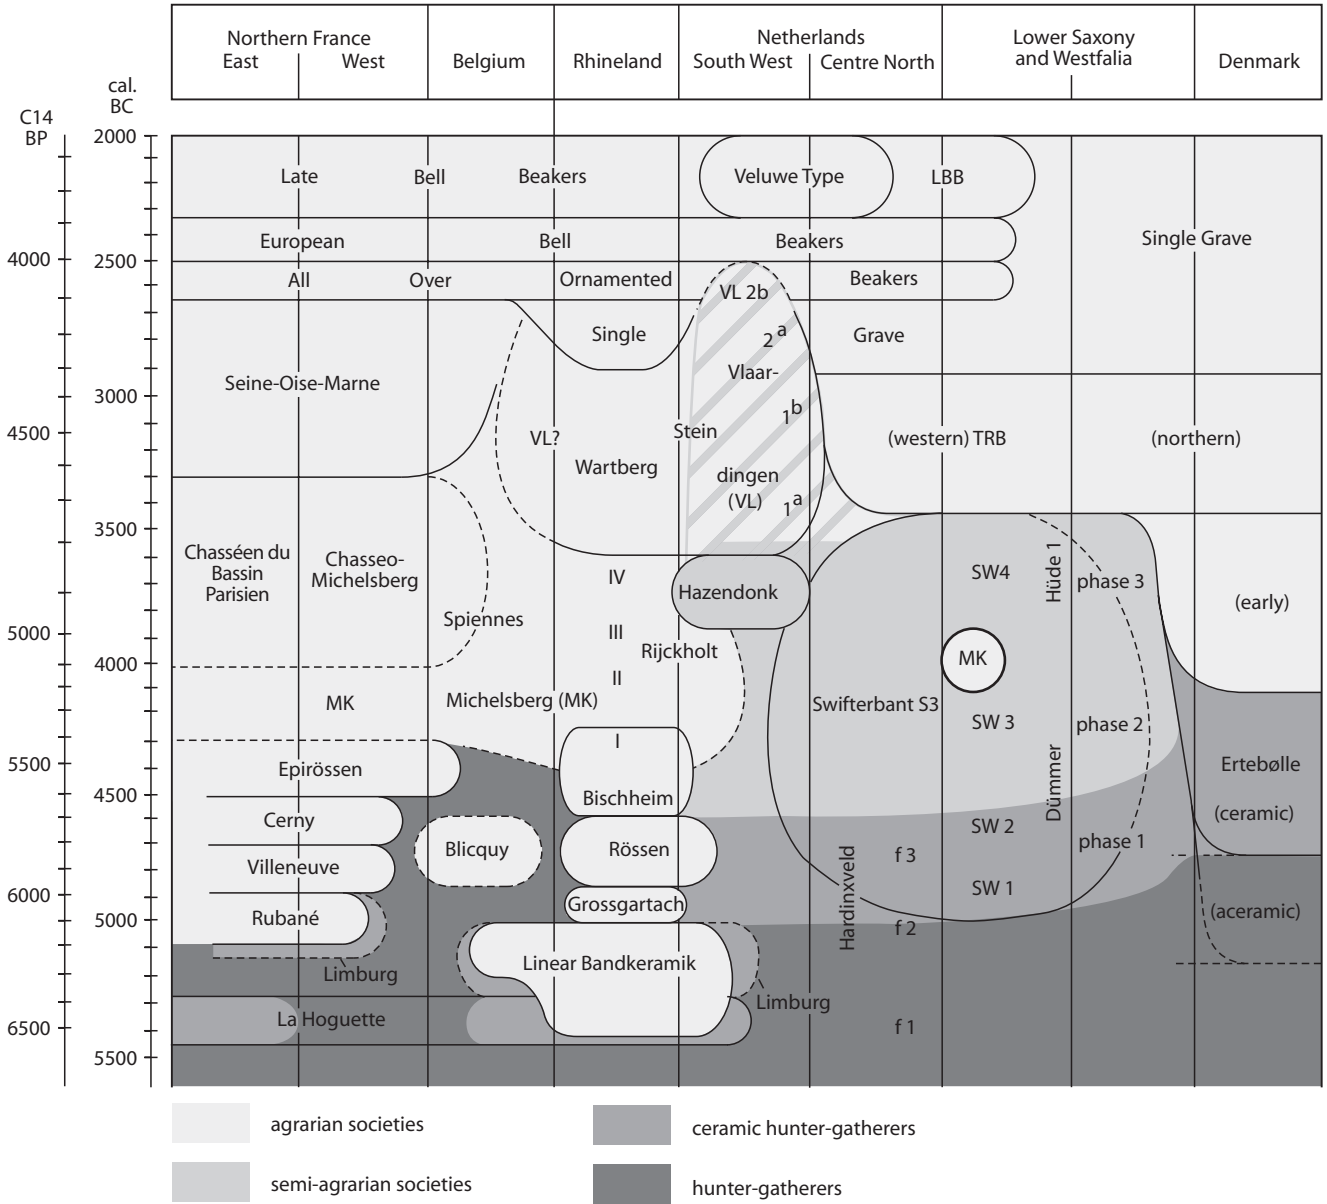 Northern France
East West
Belgium
Rhineland
Netherlands
South West Centre North
Lower Saxony
and Westfalia
Denmark
cal.
BC
C14
BP
2000
Late Bell Beakers Veluwe Type LBB
European Bell Beakers Single Grave
4000
2500
All Over Ornamented Beakers
VL 2b
Single 2 a Grave
Vlaar-
Seine-Oise-Marne
3000
1 b
4500
VL? Stein (western) TRB (northern)
Wartberg
dingen
(VL) 1 a
3500
Chasséen du
Bassin
Parisien
Chasseo-
Michelsberg
IV
Hazendonk
SW4
Hüde 1
phase 3
(early)
Spiennes
5000
III
Rijckholt
4000
MK
II
MK
Michelsberg (MK)
Swifterbant S3
SW 3
phase 2
I
5500
Epirössen
Ertebølle
4500
Bischheim
Dümmer
(ceramic)
Cerny
SW 2
phase 1
Blicquy
Rössen
f 3
Villeneuve
6000
SW 1
Grossgartach
Hardinxveld
(aceramic)
5000
Rubané
f 2
Linear Bandkeramik
Limburg
Limburg
La Hoguette
6500
f 1
5500
agrarian societies
ceramic hunter-gatherers
semi-agrarian societies
hunter-gatherers